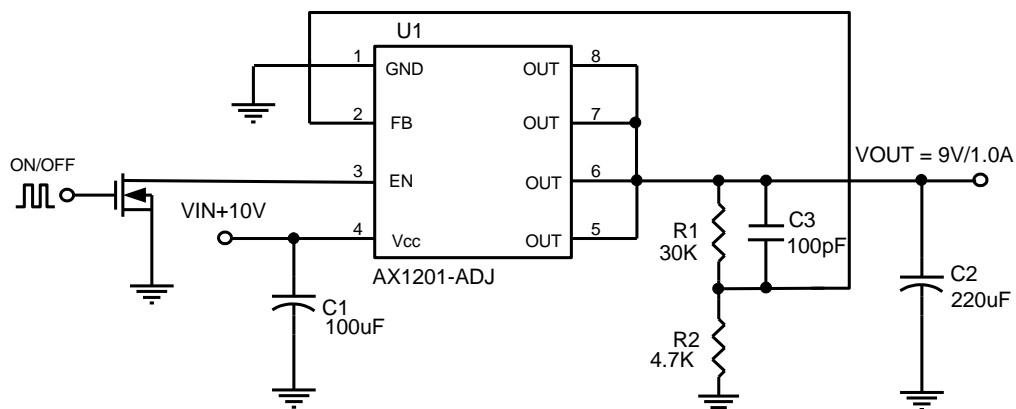 U1
1
GND
OUT
8
2
FB
OUT
7
VOUT = 9V/1.0A
ON/OFF
3
EN
OUT
6
VIN+10V
4
Vcc
OUT
5
R1
30K
C3
100pF
AX1201-ADJ
C2
220uF
C1
100uF
R2
4.7K